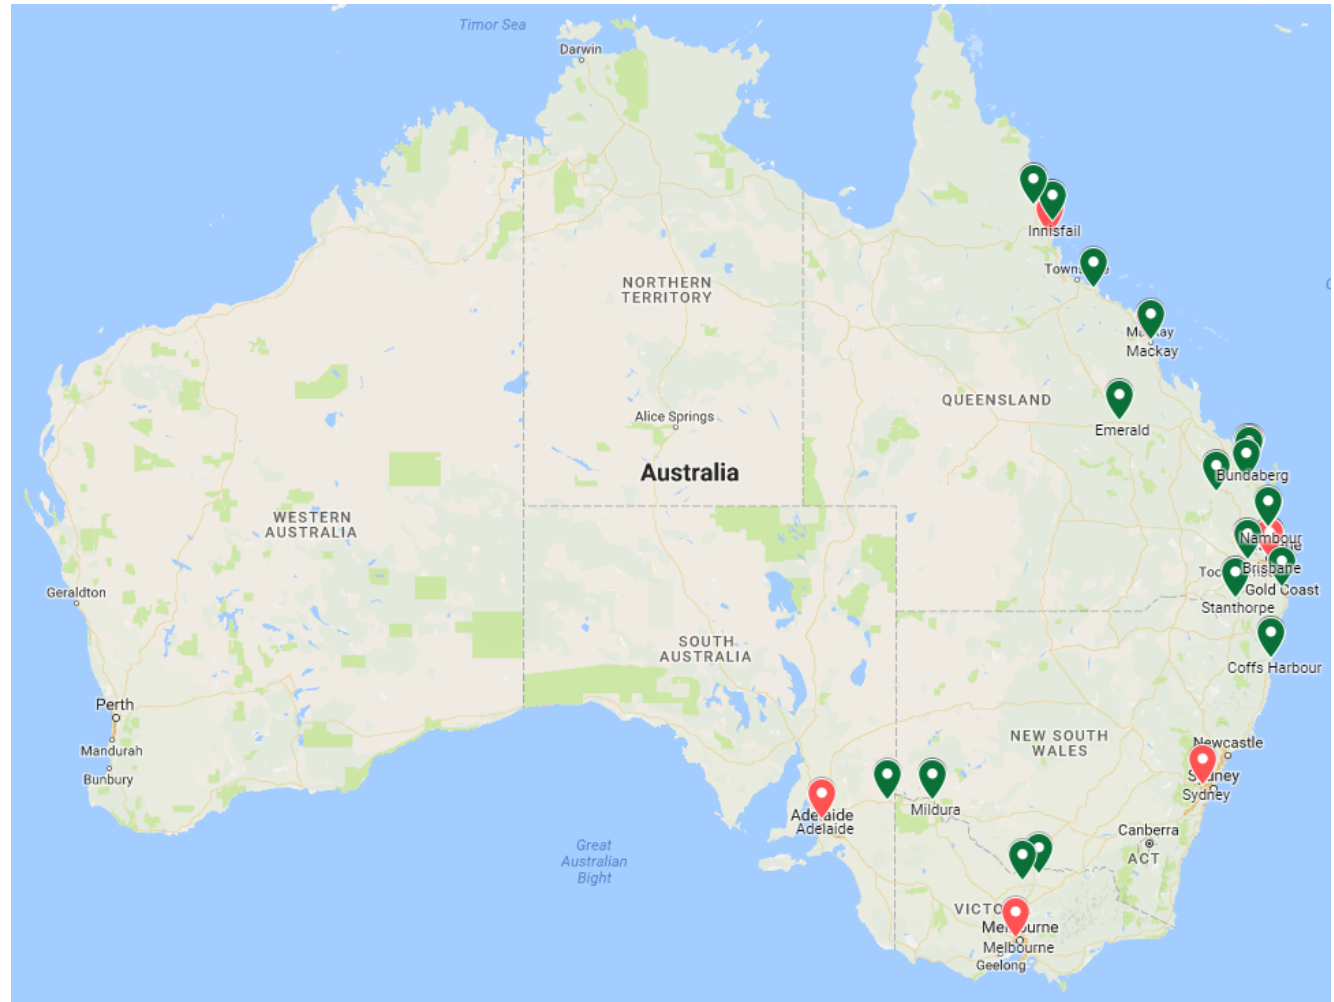 Timor Sea
Darwin
Innisfail
NORTHERN
TERRITORY
Mackay
QUEENSLAND
Alice Springs
Emerald
Australia
Bundaberg
WESTERN
AUSTRALIA
Nambour
Brisbane
Gold Coast
Geraldton
Stanthorpe
SOUTH
AUSTRALIA
Coffs Harbour
Perth
NEW SOUTH
WALES
Newcastle
Mandurah
Bunbury
Sydney
Sydney
Mildura
Adelaide
Adelaide
Canberra
ACT
Great
Australian
Bight
Melbourne
Geelong